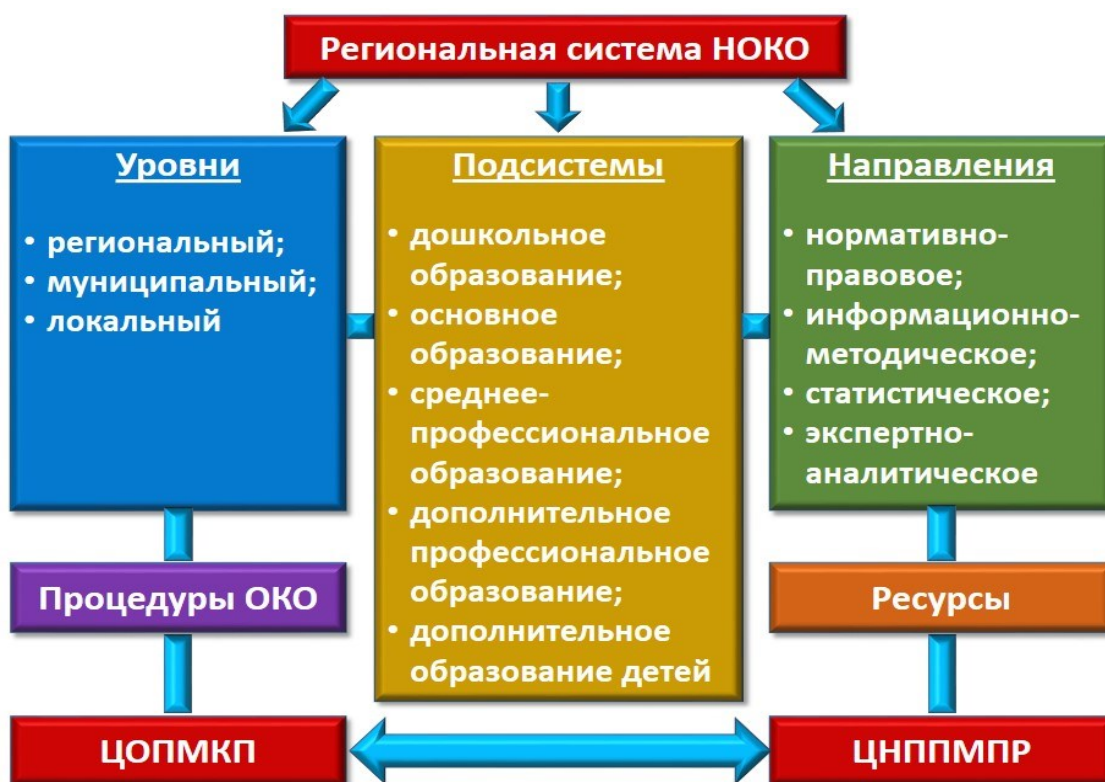 Региональная система НОКО
Уровни
• региональный;
• муниципальный;
• локальный
Подсистемы
• дошкольное
образование;
• основное
образование;
• среднее-
профессиональное
образование;
• дополнительное
профессиональное
образование;
• дополнительное
образование детей
Направления
• нормативно-
правовое;
• информационно-
методическое;
• статистическое;
• экспертно-
аналитическое
Процедуры ОКО
Ресурсы
ЦОПМКП
ЦНППМПР